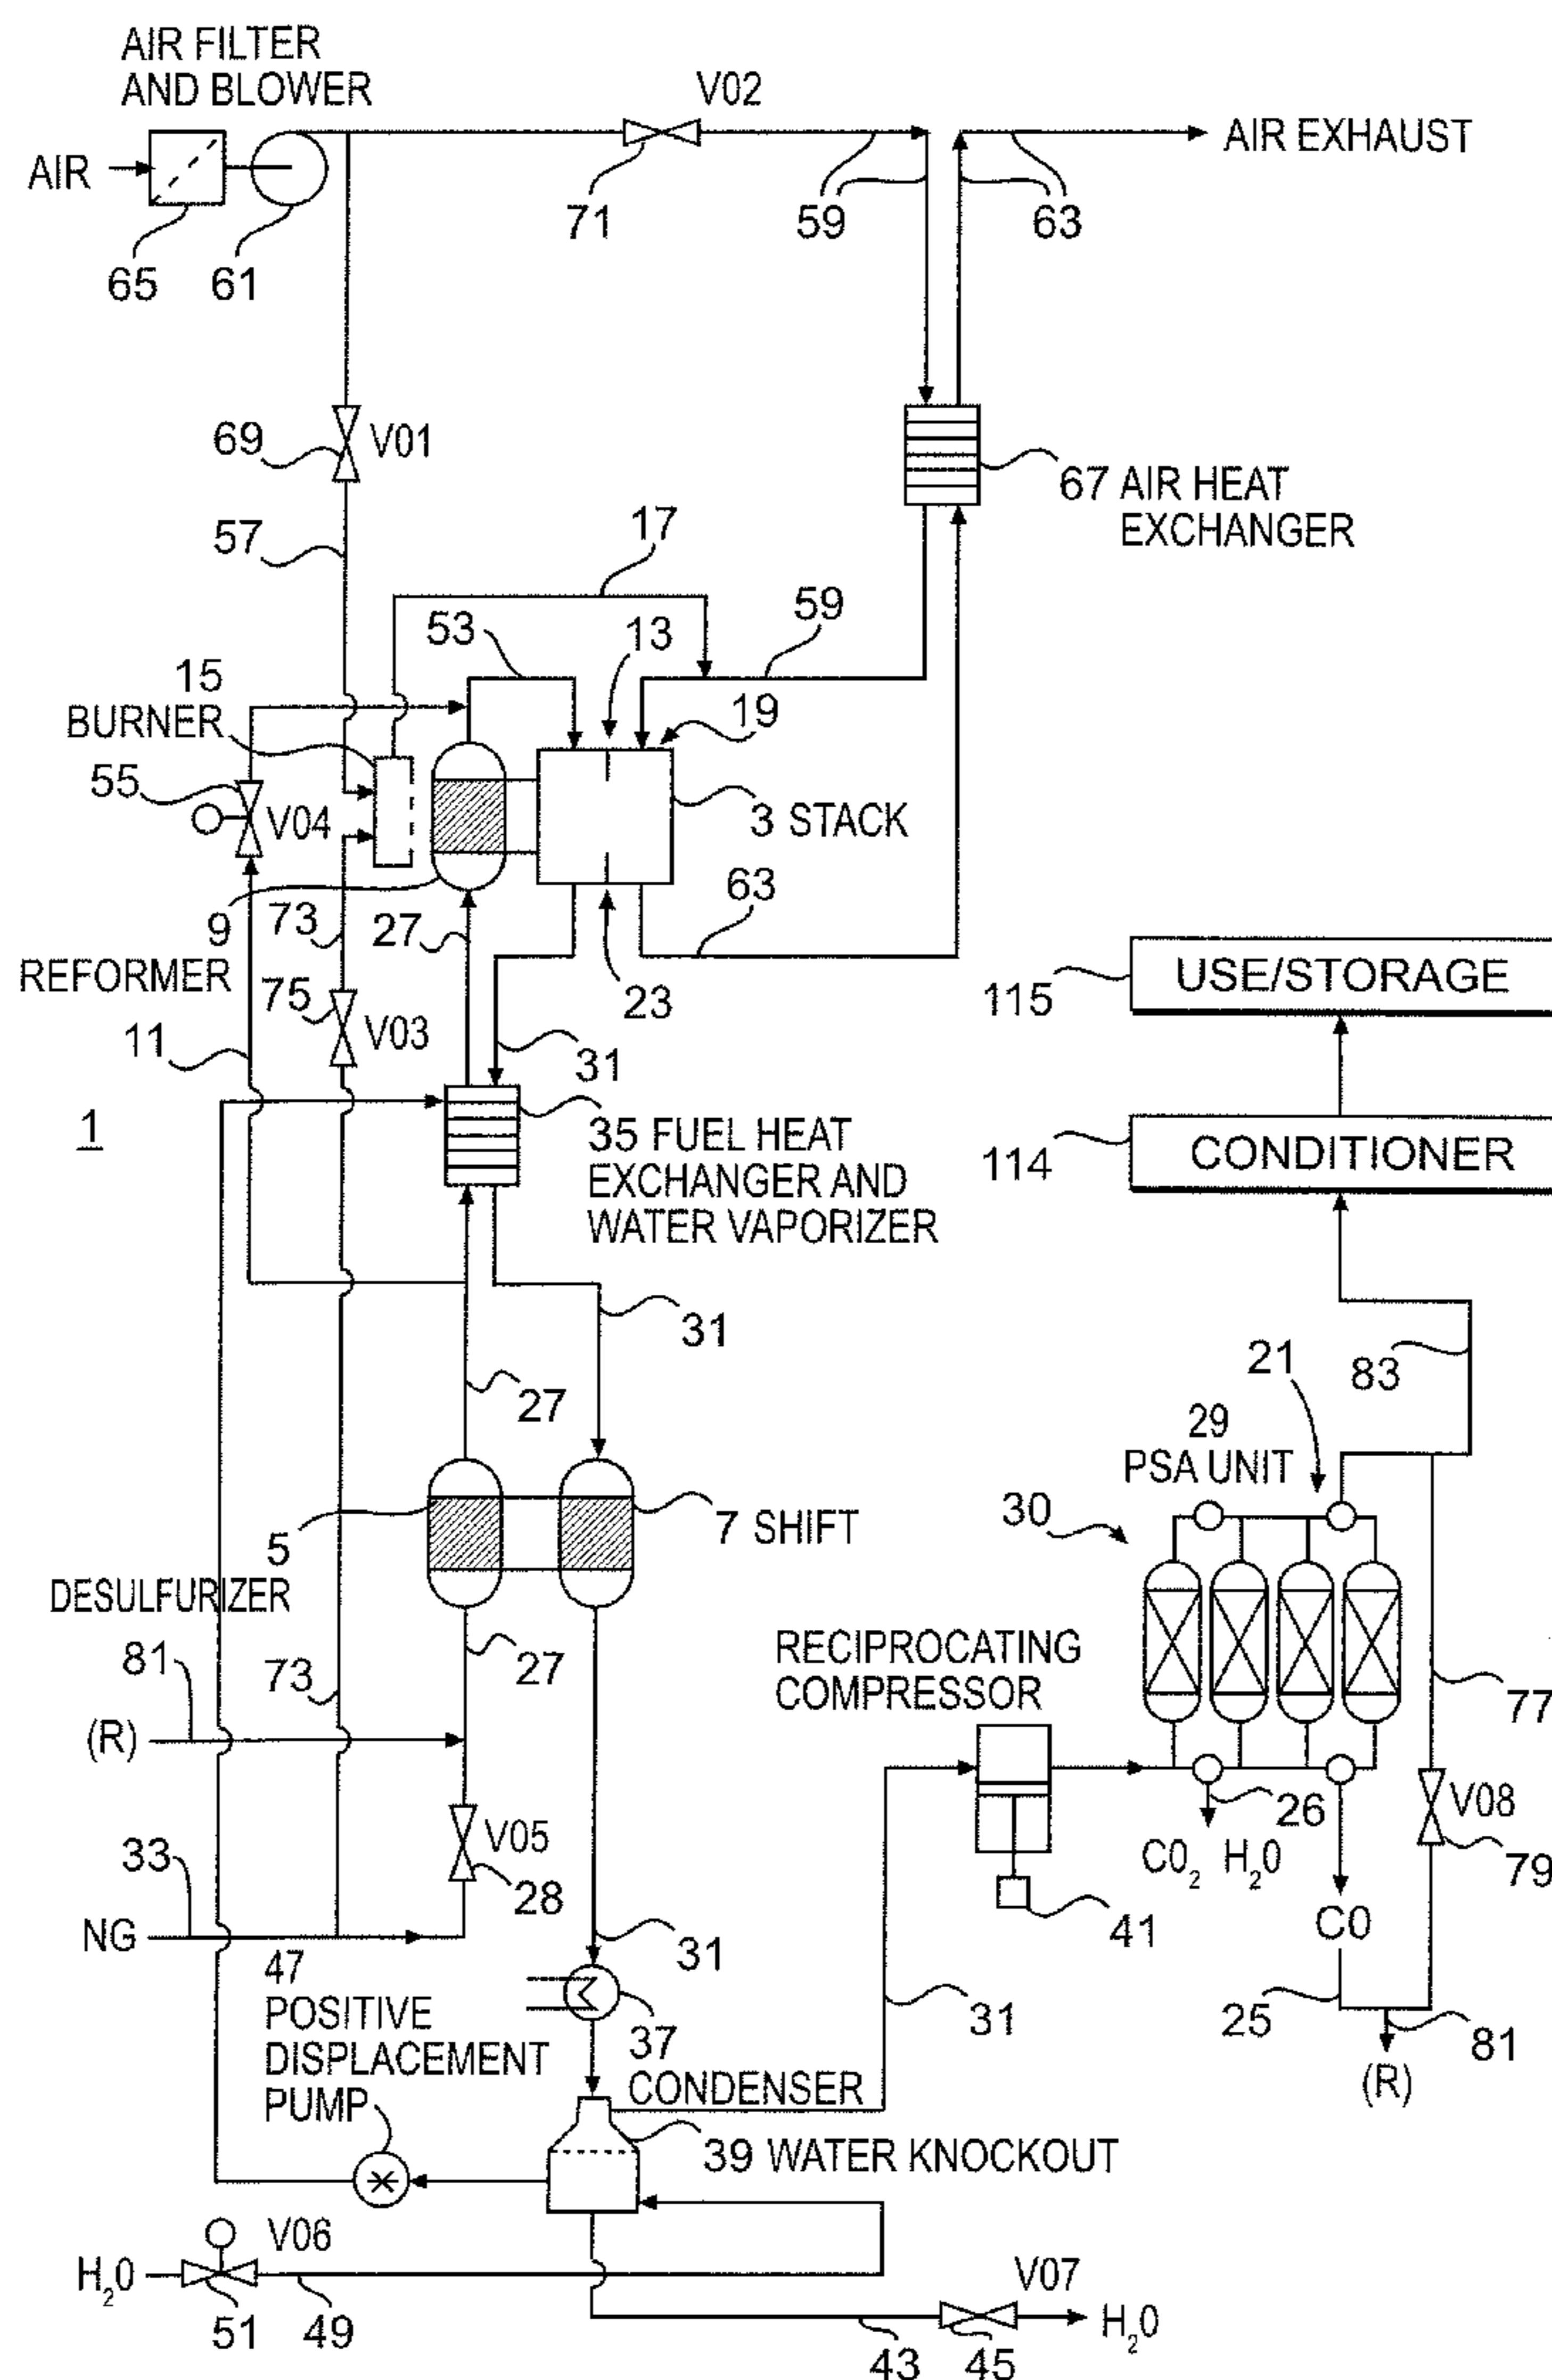 AIR FILTER
AND BLOWER
V02
AIR
AIR EXHAUST
71
59
63
65
61
69
V01
67 AIR HEAT
EXCHANGER
57
17
53
13
59
15
BURNER
19
55
V04
3 STACK
9
REFORMER
73
27
63
23
75
V03
11
31
USE/STORAGE
115
1
35 FUEL HEAT
EXCHANGER AND
WATER VAPORIZER
CONDITIONER
114
31
27
83
21
29
PSA UNIT
30
5
DESULFURIZER
7 SHIFT
81
73
27
RECIPROCATING
COMPRESSOR
(R)
77
V05
28
26
V08
79
33
NG
CO2 H2O
41
CO
31
47
POSITIVE
DISPLACEMENT
PUMP
37
CONDENSER
31
25
81
(R)
39 WATER KNOCKOUT
V06
H2O
51
49
V07
H2O
43
45